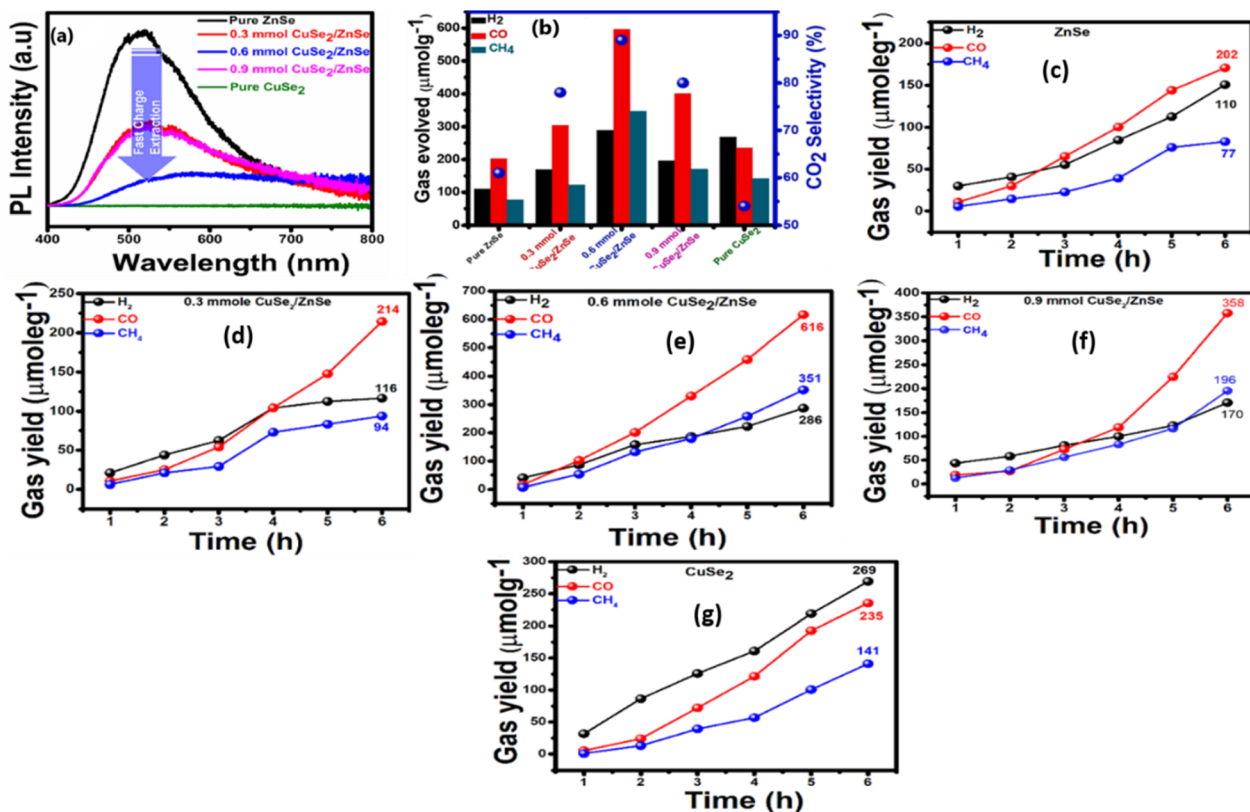 (a)
Pure ZnSe
0.3 mmol CuSe2/ZnSe
0.6 mmol CuSe2/ZnSe
0.9 mmol CuSe2/ZnSe
Pure CuSe2
Fast Charge
Extraction
PL Intensity (a.u)
400 500 600 700 800
Wavelength (nm)
(b)
H2
CO
CH4
Gas evolved (μmolg-1)
600
500
400
300
200
100
0
CO2 Selectivity (%)
90
80
70
60
50
Pure ZnSe
0.3 mmol
CuSe2/ZnSe
0.6 mmol
CuSe2/ZnSe
0.9 mmol
CuSe2/ZnSe
Pure CuSe2
(c)
H2
CO
CH4
ZnSe
Gas yield (μmoleg-1)
200
150
100
50
0
202
110
77
1 2 3 4 5 6
Time (h)
(d)
H2
CO
CH4
0.3 mmole CuSe2/ZnSe
Gas yield (μmoleg-1)
250
225
200
175
150
125
100
75
50
25
0
214
116
94
1 2 3 4 5 6
Time (h)
(e)
H2
CO
CH4
0.6 mmole CuSe2/ZnSe
Gas yield (μmoleg-1)
700
600
500
400
300
200
100
0
616
351
286
1 2 3 4 5 6
Time (h)
(f)
H2
CO
CH4
0.9 mmol CuSe2/ZnSe
Gas yield (μmoleg-1)
400
350
300
250
200
150
100
50
0
358
196
170
1 2 3 4 5 6
Time (h)
(g)
H2
CO
CH4
CuSe2
Gas yield (μmolg-1)
300
250
200
150
100
50
0
269
235
141
1 2 3 4 5 6
Time (h)